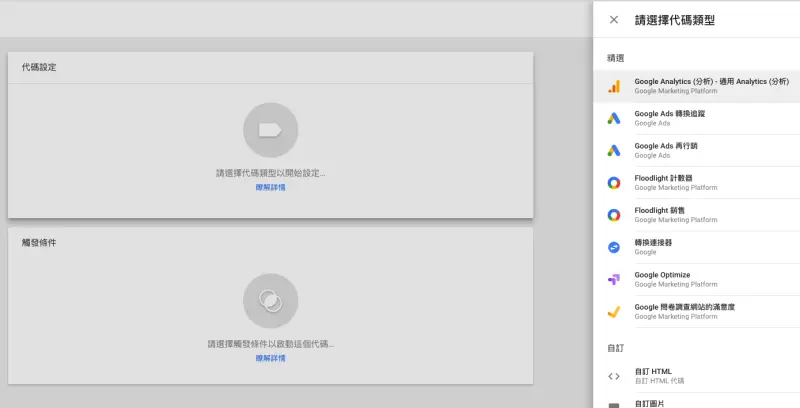 代碼設定
請選擇代碼類型以開始設定...
瞭解詳情
觸發條件
請選擇觸發條件以啟動這個代碼...
瞭解詳情
請選擇代碼類型
精選
Google Analytics (分析) - 通用 Analytics (分析)
Google Marketing Platform
Google Ads 轉換追蹤
Google Ads
Google Ads 再行銷
Google Ads
Floodlight 計數器
Google Marketing Platform
Floodlight 銷售
Google Marketing Platform
轉換連接器
Google
Google Optimize
Google Marketing Platform
Google 問卷調查網站的滿意度
Google Marketing Platform
自訂
自訂 HTML
自訂 HTML 代碼
自訂圖片